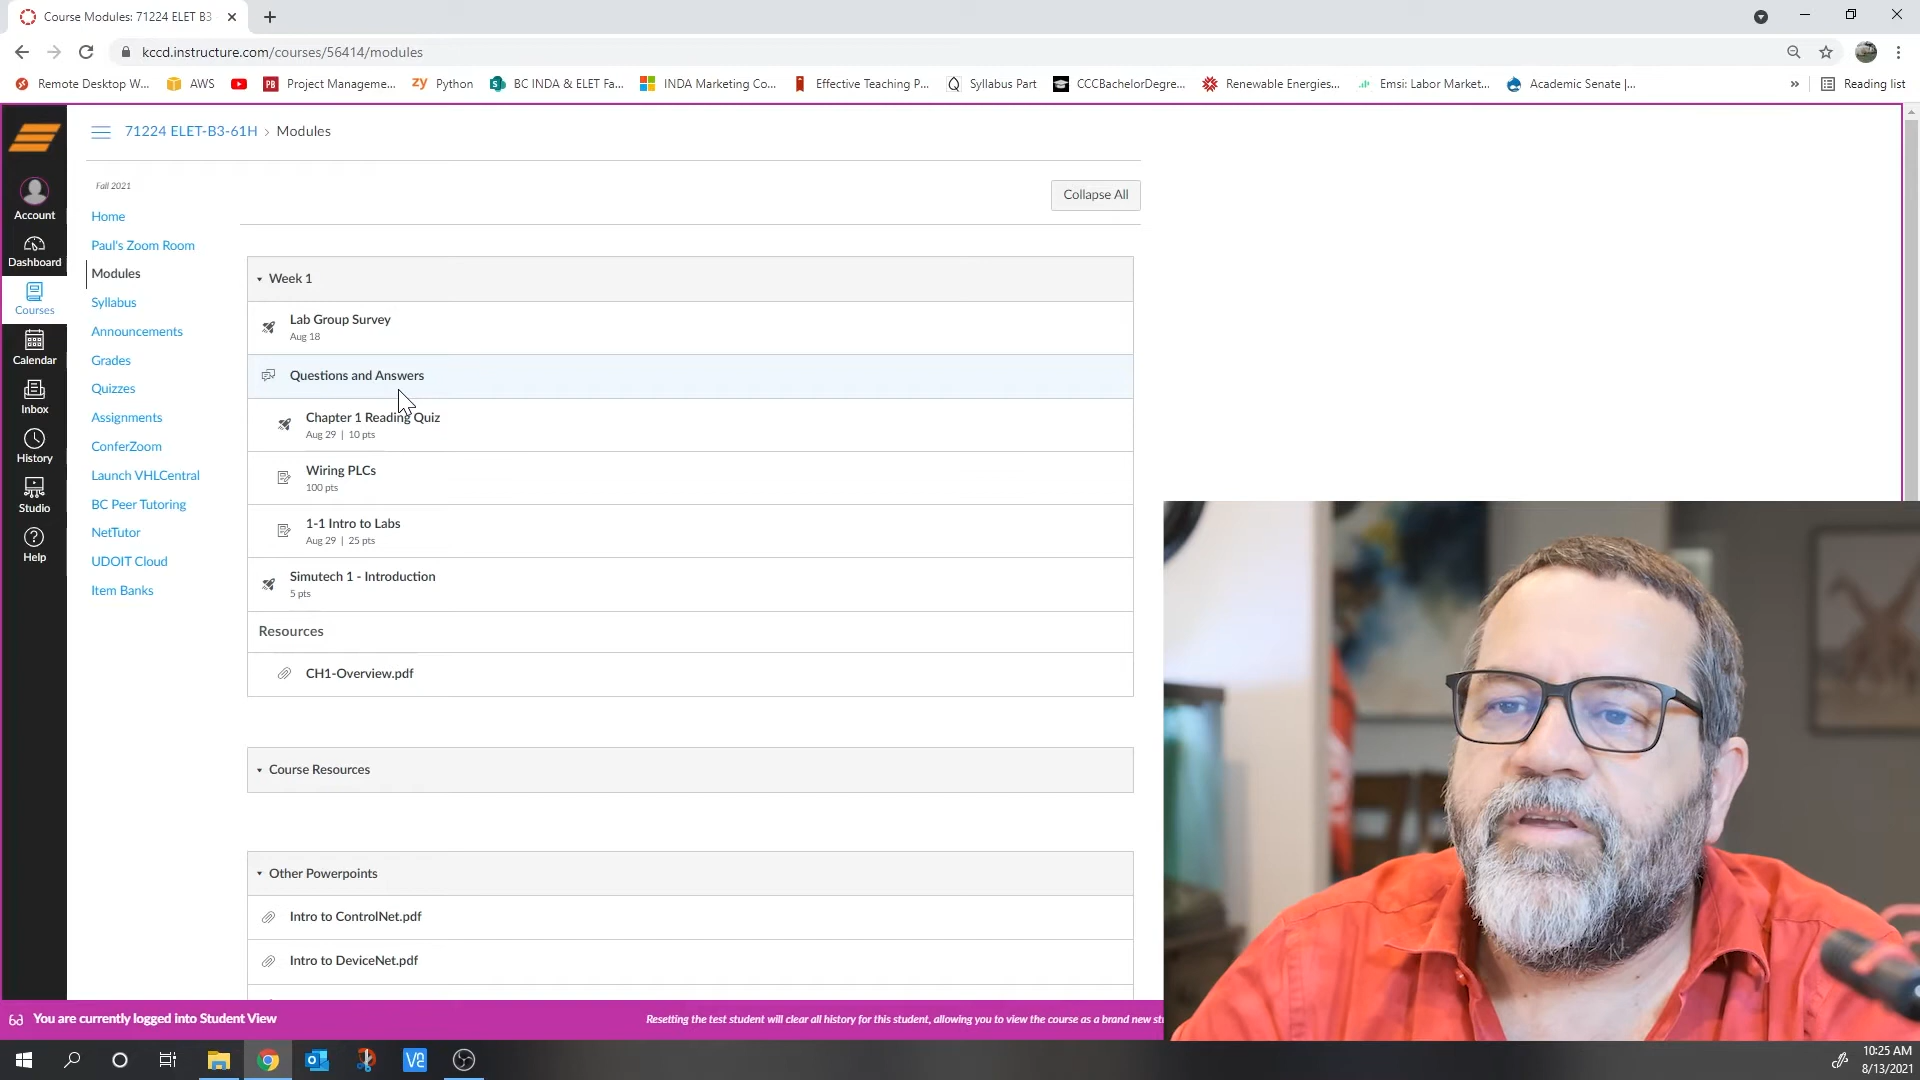 Course Modules: 71224 ELET B3
kccd.instructure.com/courses/56414/modules
Remote Desktop W...
AWS
PB
Project Manageme...
zy
Python
S
BC INDA & ELET Fa...
INDA Marketing Co...
Effective Teaching P...
Syllabus Part
CCCBachelorDegre...
Renewable Energies...
Emsi: Labor Market...
Academic Senate |...
»
Reading list
71224 ELET-B3-61H › Modules
Account
Dashboard
Courses
Calendar
Inbox
History
Studio
Help
Fall 2021
Home
Paul's Zoom Room
Modules
Syllabus
Announcements
Grades
Quizzes
Assignments
ConferZoom
Launch VHLCentral
BC Peer Tutoring
NetTutor
UDOIT Cloud
Item Banks
Collapse All
Week 1
Lab Group Survey
Aug 18
Questions and Answers
Chapter 1 Reading Quiz
Aug 29 | 10 pts
Wiring PLCs
100 pts
1-1 Intro to Labs
Aug 29 | 25 pts
Simutech 1 - Introduction
5 pts
Resources
CH1-Overview.pdf
Course Resources
Other Powerpoints
Intro to ControlNet.pdf
Intro to DeviceNet.pdf
You are currently logged into Student View
Resetting the test student will clear all history for this student, allowing you to view the course as a brand new st
10:25 AM
8/13/2021